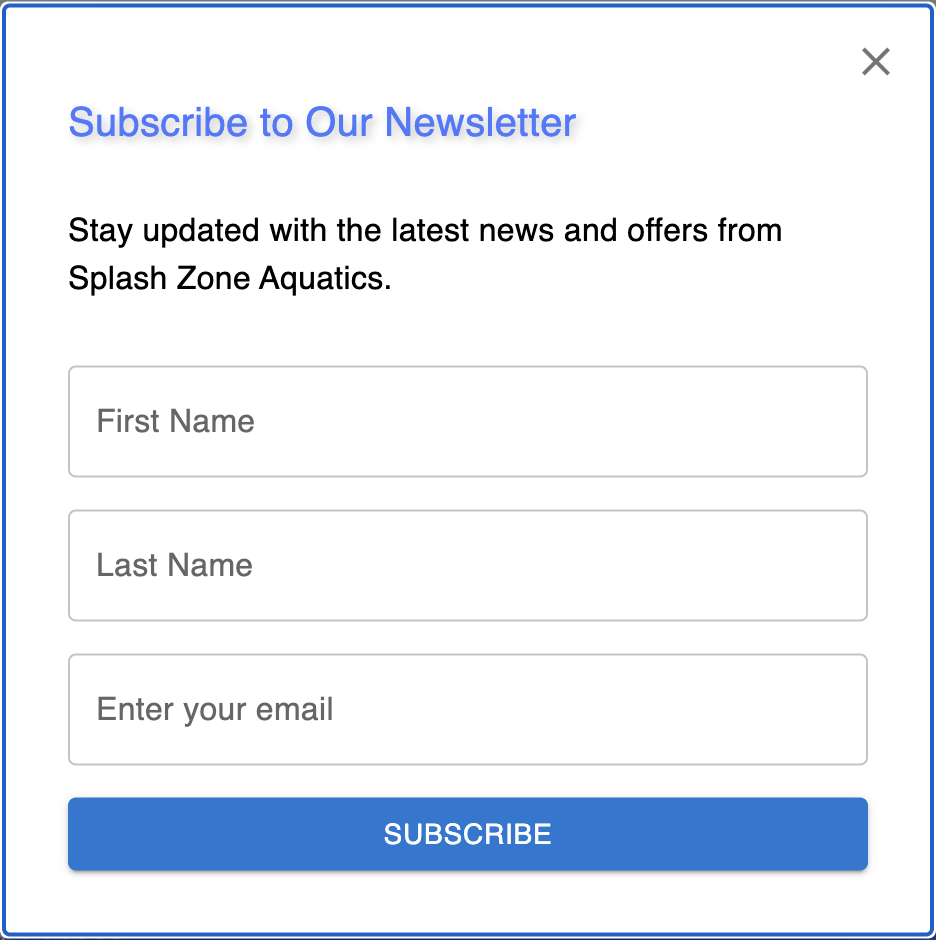 Subscribe to Our Newsletter
Stay updated with the latest news and offers from
Splash Zone Aquatics.
First Name
Last Name
Enter your email
SUBSCRIBE